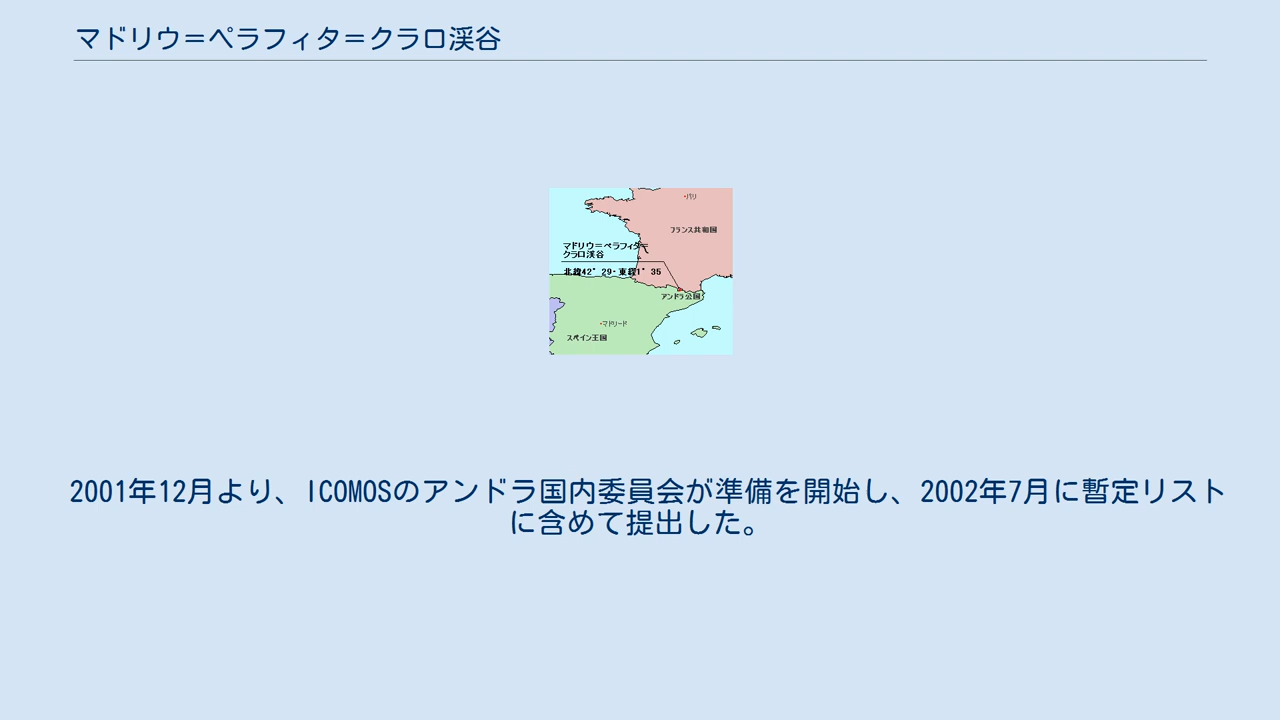 マドリウ＝ペラフィタ＝クラロ渓谷
・パリ
フランス共和国
マドリウ＝ペラフィタ＝
クラロ渓谷
北緯42°29・東経1°35
アンドラ公国
・マドリード
スペイン王国
2001年12月より、ICOMOSのアンドラ国内委員会が準備を開始し、2002年7月に暫定リスト
に含めて提出した。